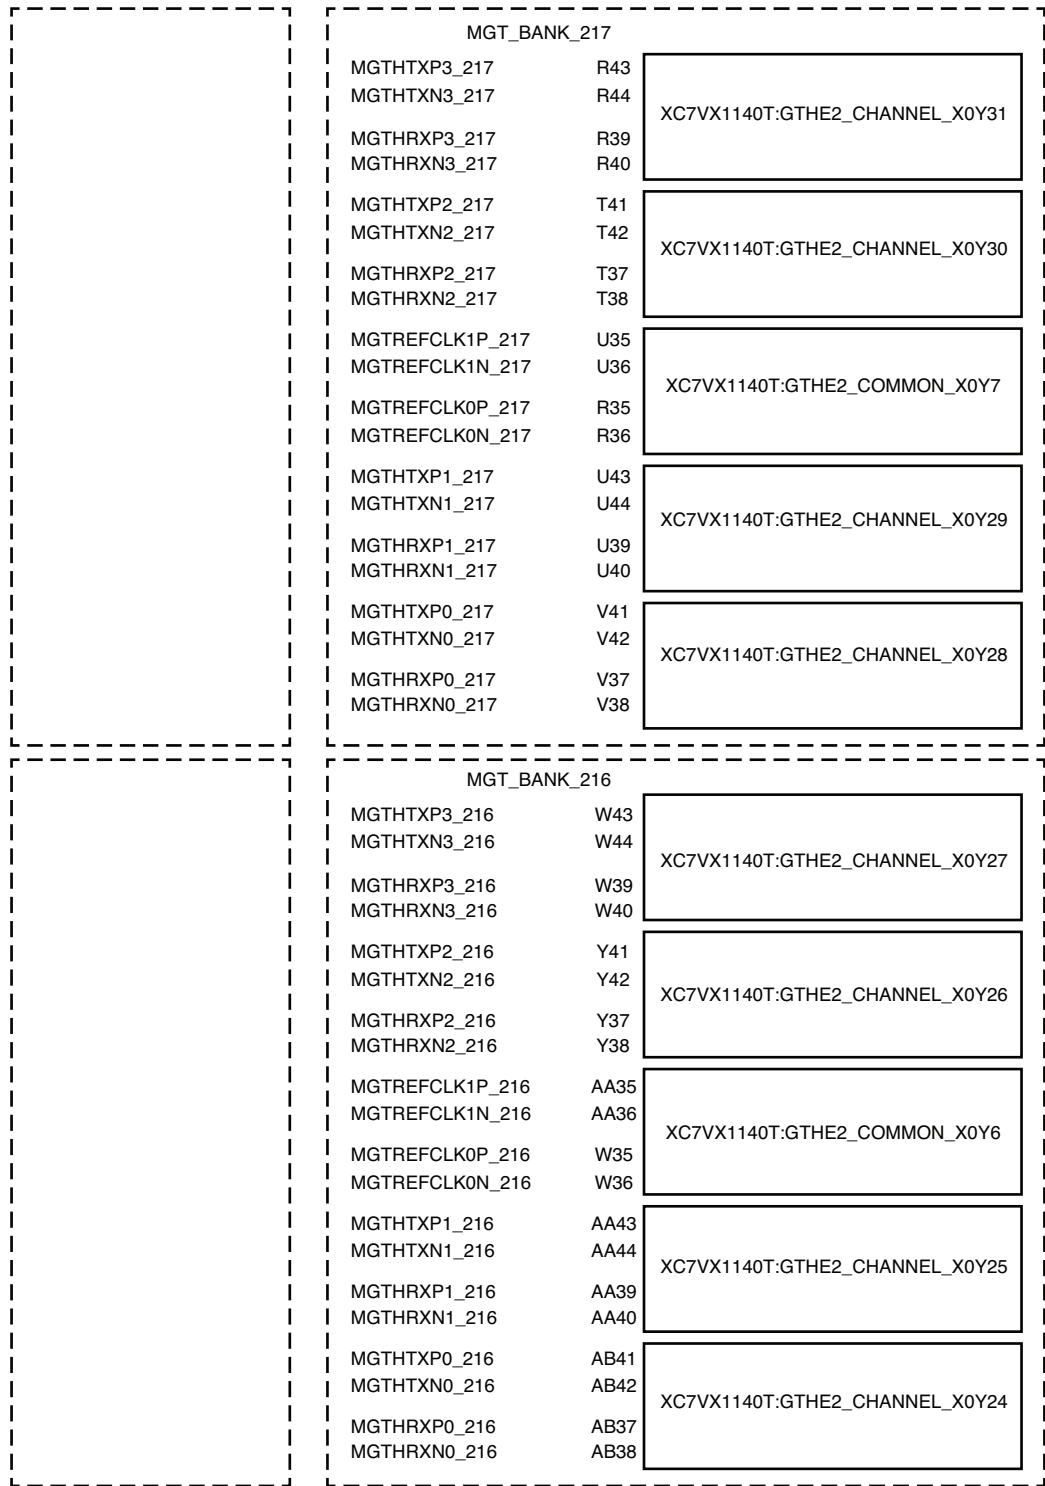 MGT_BANK_217
MGTHTXP3_217 R43
MGTHTXN3_217 R44
XC7VX1140T:GTHE2_CHANNEL_X0Y31
MGTHRXP3_217 R39
MGTHRXN3_217 R40
MGTHTXP2_217 T41
MGTHTXN2_217 T42
XC7VX1140T:GTHE2_CHANNEL_X0Y30
MGTHRXP2_217 T37
MGTHRXN2_217 T38
MGTREFCLK1P_217 U35
MGTREFCLK1N_217 U36
XC7VX1140T:GTHE2_COMMON_X0Y7
MGTREFCLK0P_217 R35
MGTREFCLK0N_217 R36
MGTHTXP1_217 U43
MGTHTXN1_217 U44
XC7VX1140T:GTHE2_CHANNEL_X0Y29
MGTHRXP1_217 U39
MGTHRXN1_217 U40
MGTHTXP0_217 V41
MGTHTXN0_217 V42
XC7VX1140T:GTHE2_CHANNEL_X0Y28
MGTHRXP0_217 V37
MGTHRXN0_217 V38
MGT_BANK_216
MGTHTXP3_216 W43
MGTHTXN3_216 W44
XC7VX1140T:GTHE2_CHANNEL_X0Y27
MGTHRXP3_216 W39
MGTHRXN3_216 W40
MGTHTXP2_216 Y41
MGTHTXN2_216 Y42
XC7VX1140T:GTHE2_CHANNEL_X0Y26
MGTHRXP2_216 Y37
MGTHRXN2_216 Y38
MGTREFCLK1P_216 AA35
MGTREFCLK1N_216 AA36
XC7VX1140T:GTHE2_COMMON_X0Y6
MGTREFCLK0P_216 W35
MGTREFCLK0N_216 W36
MGTHTXP1_216 AA43
MGTHTXN1_216 AA44
XC7VX1140T:GTHE2_CHANNEL_X0Y25
MGTHRXP1_216 AA39
MGTHRXN1_216 AA40
MGTHTXP0_216 AB41
MGTHTXN0_216 AB42
XC7VX1140T:GTHE2_CHANNEL_X0Y24
MGTHRXP0_216 AB37
MGTHRXN0_216 AB38